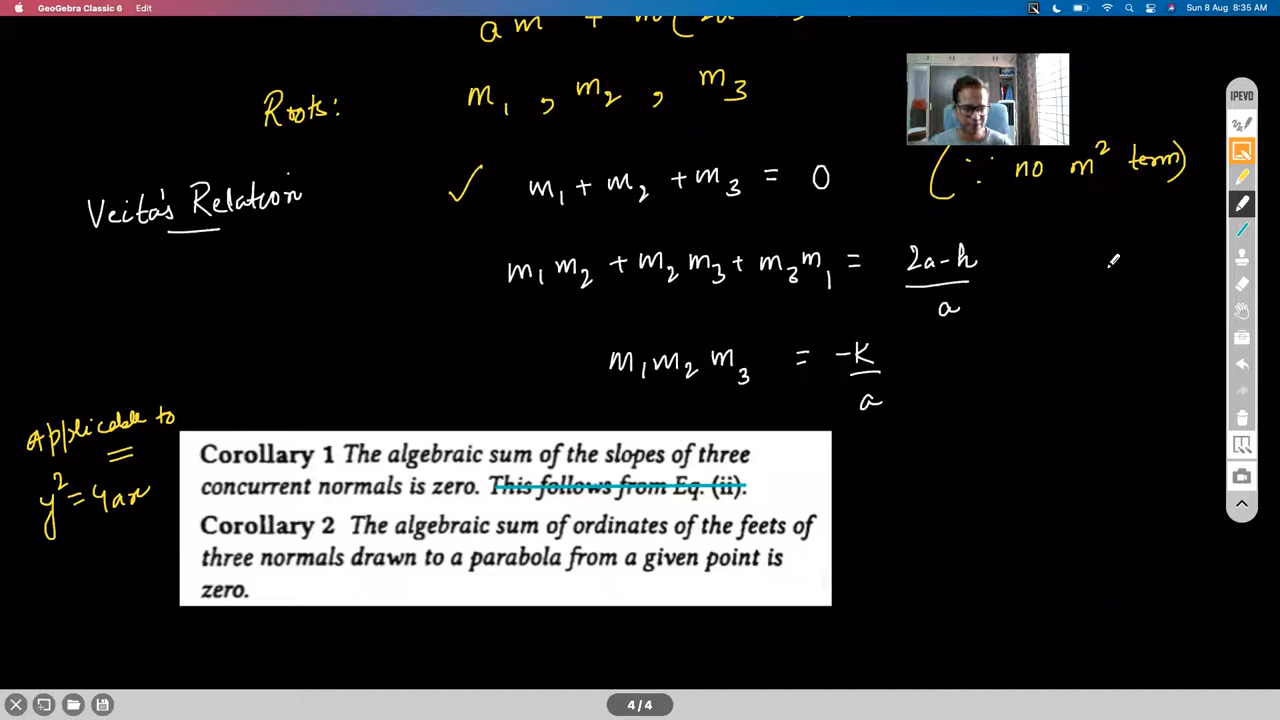 GeoGebra Classic 6 Edit Sun 8 Aug 8:35 AM
Roots: m₁ , m₂ , m₃
IPEVO
Veita's Relation
✓ m₁ + m₂ + m₃ = 0 (∵ no m² term)
m₁m₂ + m₂m₃ + m₃m₁ = (2a-h)/a
m₁m₂m₃ = -K/a
Applicable to
y² = 4ax
Corollary 1 The algebraic sum of the slopes of three
concurrent normals is zero. This follows from Eq. (ii).
Corollary 2 The algebraic sum of ordinates of the feets of
three normals drawn to a parabola from a given point is
zero.
4 / 4